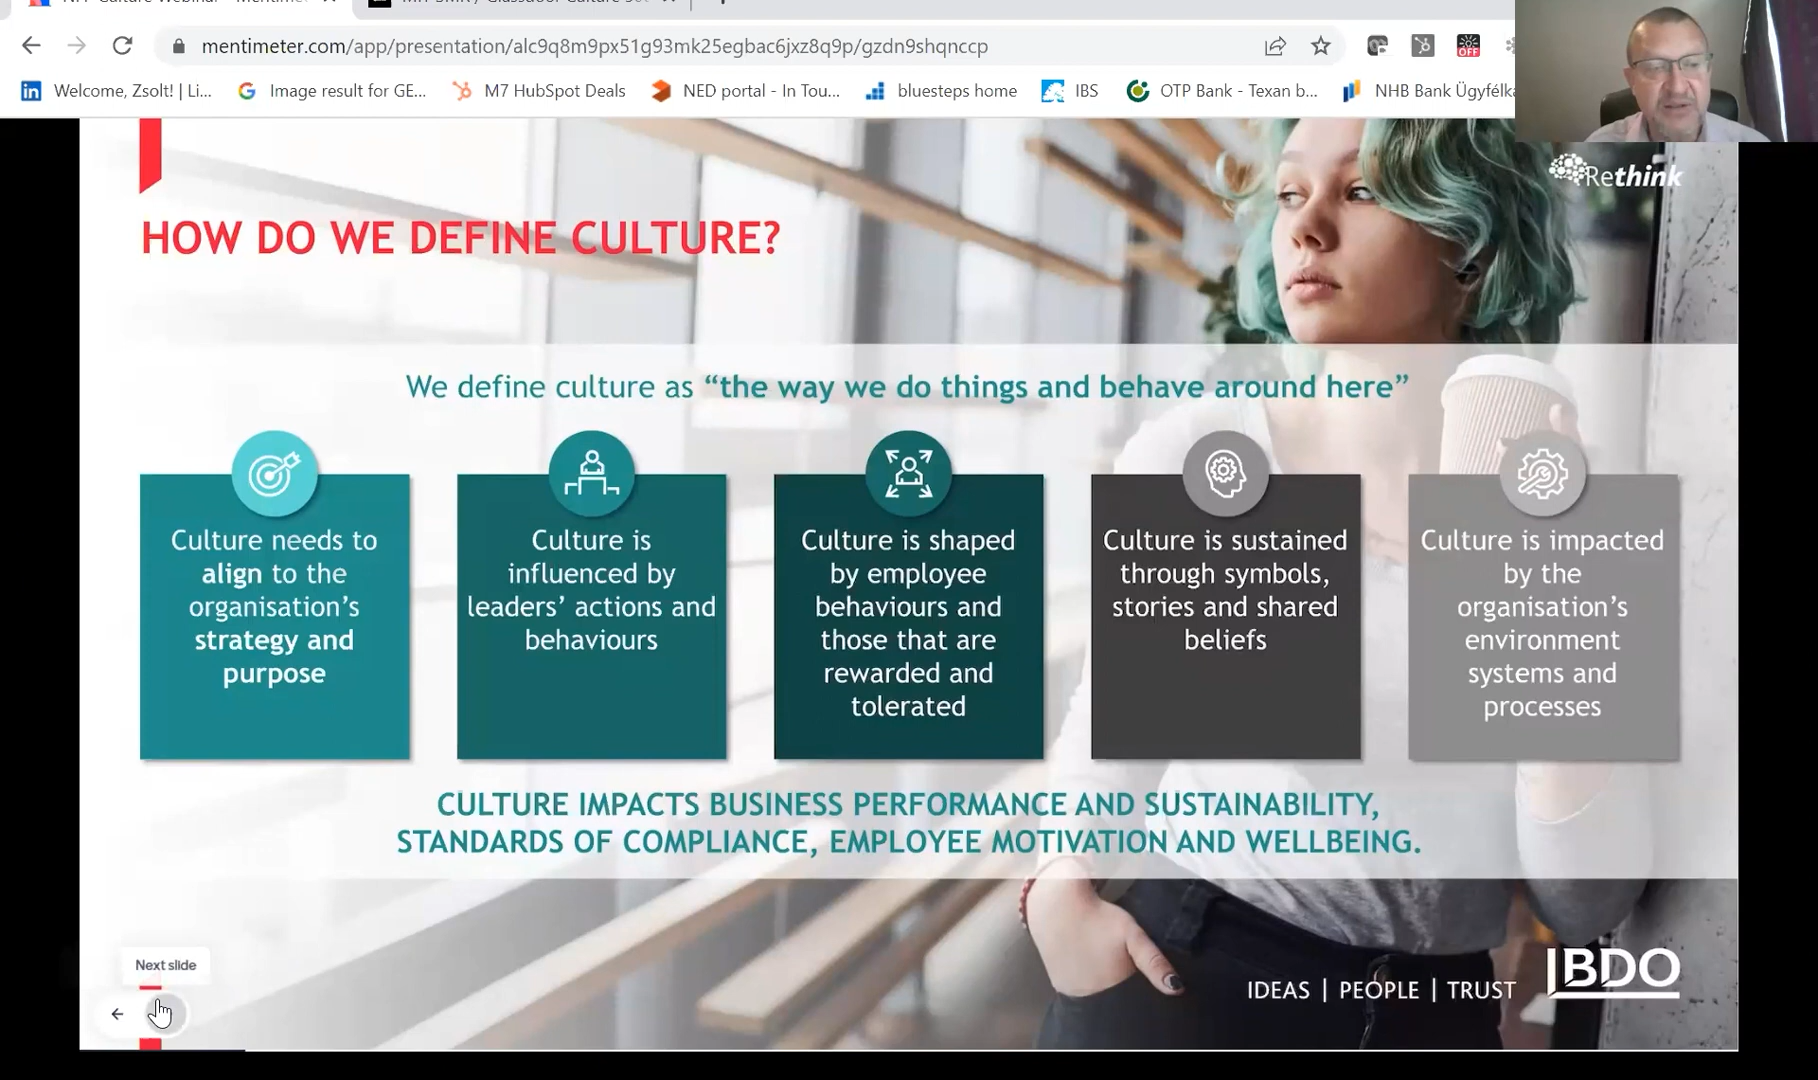 mentimeter.com/app/presentation/alc9q8m9px51g93mk25egbac6jxz8q9p/gzdn9shqnccp
OFF
Welcome, Zsolt! | Li... Image result for GE... M7 HubSpot Deals NED portal - In Tou... bluesteps home IBS OTP Bank - Texan b... NHB Bank Ügyfélka
Rethink
HOW DO WE DEFINE CULTURE?
We define culture as “the way we do things and behave around here”
Culture needs to
align to the
organisation’s
strategy and
purpose
Culture is
influenced by
leaders’ actions and
behaviours
Culture is shaped
by employee
behaviours and
those that are
rewarded and
tolerated
Culture is sustained
through symbols,
stories and shared
beliefs
Culture is impacted
by the
organisation’s
environment
systems and
processes
CULTURE IMPACTS BUSINESS PERFORMANCE AND SUSTAINABILITY,
STANDARDS OF COMPLIANCE, EMPLOYEE MOTIVATION AND WELLBEING.
Next slide
IDEAS | PEOPLE | TRUST
BDO